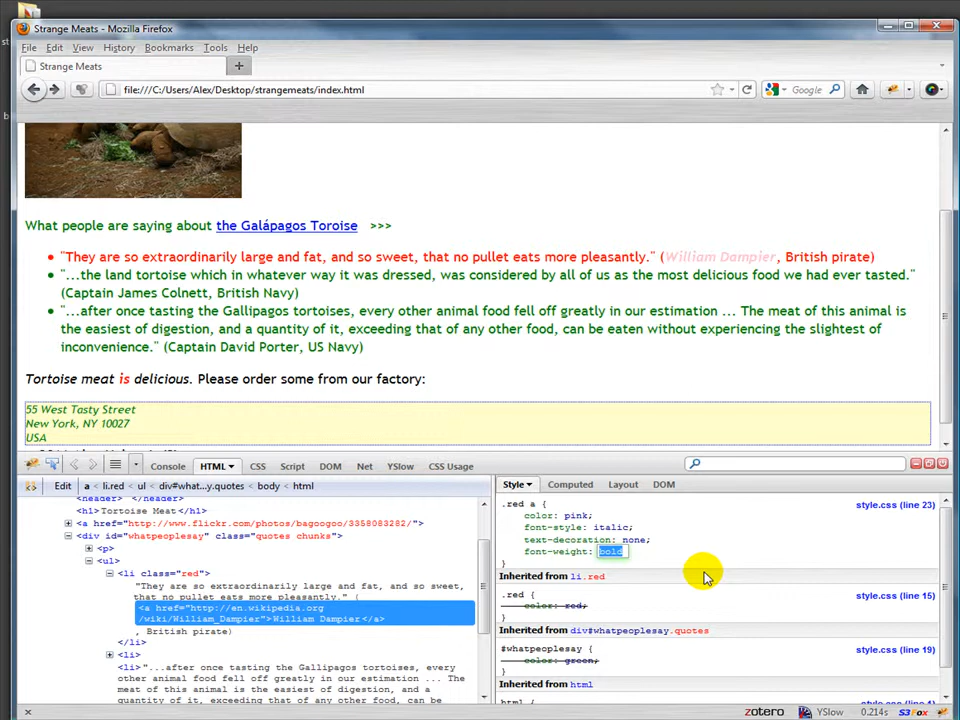 Strange Meats - Mozilla Firefox
File Edit View History Bookmarks Tools Help
Strange Meats
file:///C:/Users/Alex/Desktop/strangemeats/index.html
Google
What people are saying about the Galápagos Toroise >>>
• "They are so extraordinarily large and fat, and so sweet, that no pullet eats more pleasantly." (William Dampier, British pirate)
• "...the land tortoise which in whatever way it was dressed, was considered by all of us as the most delicious food we had ever tasted."
(Captain James Colnett, British Navy)
• "...after once tasting the Gallipagos tortoises, every other animal food fell off greatly in our estimation ... The meat of this animal is
the easiest of digestion, and a quantity of it, exceeding that of any other food, can be eaten without experiencing the slightest of
inconvenience." (Captain David Porter, US Navy)
Tortoise meat is delicious. Please order some from our factory:
55 West Tasty Street
New York, NY 10027
USA
Console HTML CSS Script DOM Net YSlow CSS Usage
Edit a < li.red < ul < div#what...y.quotes < body < html
<header> </header>
<h1>Tortoise Meat</h1>
<a href="http://www.flickr.com/photos/bagoogoo/3358083282/">
<div id="whatpeoplesay" class="quotes chunks">
<p>
<ul>
<li class="red">
"They are so extraordinarily large and fat, and so sweet,
that no pullet eats more pleasantly." (
<a href="http://en.wikipedia.org
/wiki/William_Dampier">William Dampier</a>
, British pirate)
</li>
<li>
<li> "...after once tasting the Gallipagos tortoises, every
other animal food fell off greatly in our estimation ... The
meat of this animal is the easiest of digestion, and a
quantity of it, exceeding that of any other food, can be
Style Computed Layout DOM
.red a { style.css (line 23)
color: pink;
font-style: italic;
text-decoration: none;
font-weight: bold
}
Inherited from li.red
.red { style.css (line 15)
color: red;
}
Inherited from div#whatpeoplesay.quotes
#whatpeoplesay { style.css (line 19)
color: green;
}
Inherited from html
zotero YSlow 0.214s S3Fox